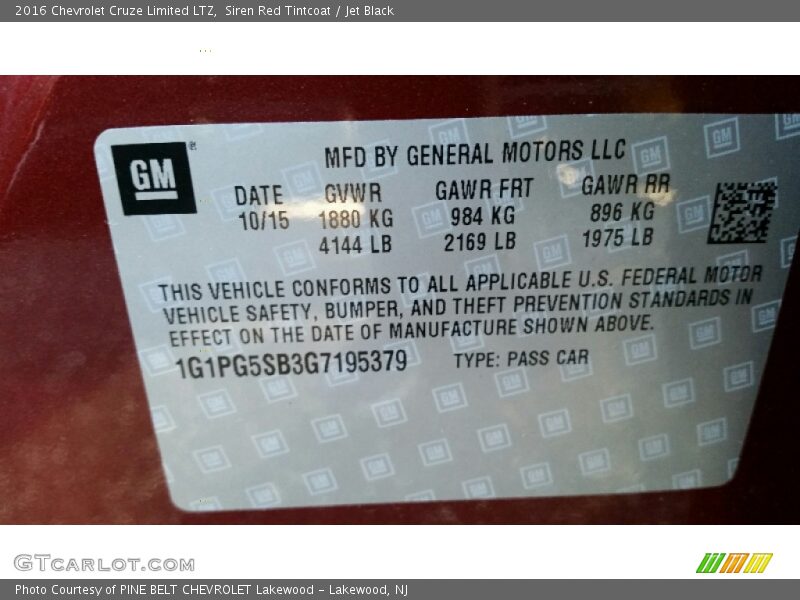 2016 Chevrolet Cruze Limited LTZ, Siren Red Tintcoat / Jet Black
GM
MFD BY GENERAL MOTORS LLC
DATE GVWR GAWR FRT GAWR RR
10/15 1880 KG 984 KG 896 KG
4144 LB 2169 LB 1975 LB
THIS VEHICLE CONFORMS TO ALL APPLICABLE U.S. FEDERAL MOTOR
VEHICLE SAFETY, BUMPER, AND THEFT PREVENTION STANDARDS IN
EFFECT ON THE DATE OF MANUFACTURE SHOWN ABOVE.
1G1PG5SB3G7195379 TYPE: PASS CAR
GTCARLOT.COM
Photo Courtesy of PINE BELT CHEVROLET Lakewood - Lakewood, NJ